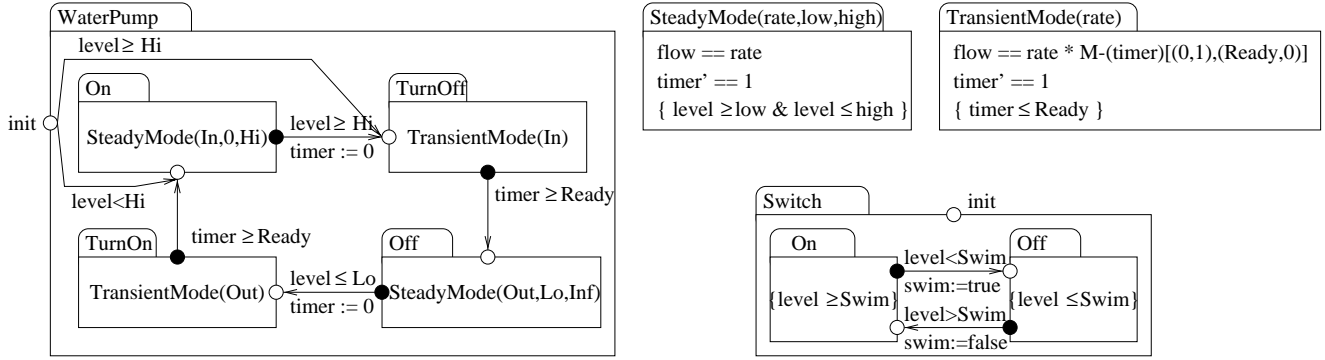 WaterPump
level≥ Hi
On
TurnOff
init
SteadyMode(In,0,Hi)
level≥ Hi
timer := 0
TransientMode(In)
level<Hi
timer ≥Ready
timer ≥Ready
TurnOn
Off
TransientMode(Out)
level≤ Lo
timer := 0
SteadyMode(Out,Lo,Inf)
SteadyMode(rate,low,high)
flow == rate
timer’ == 1
{ level ≥low & level ≤high }
TransientMode(rate)
flow == rate * M-(timer)[(0,1),(Ready,0)]
timer’ == 1
{ timer≤ Ready }
Switch
init
On
Off
level<Swim
swim:=true
{level ≥Swim}
{level ≤Swim}
level>Swim
swim:=false